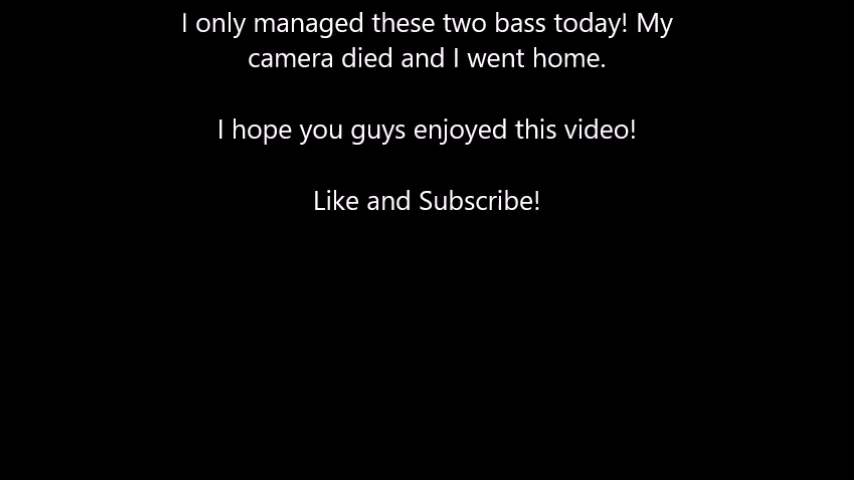 I only managed these two bass today! My
camera died and I went home.
I hope you guys enjoyed this video!
Like and Subscribe!